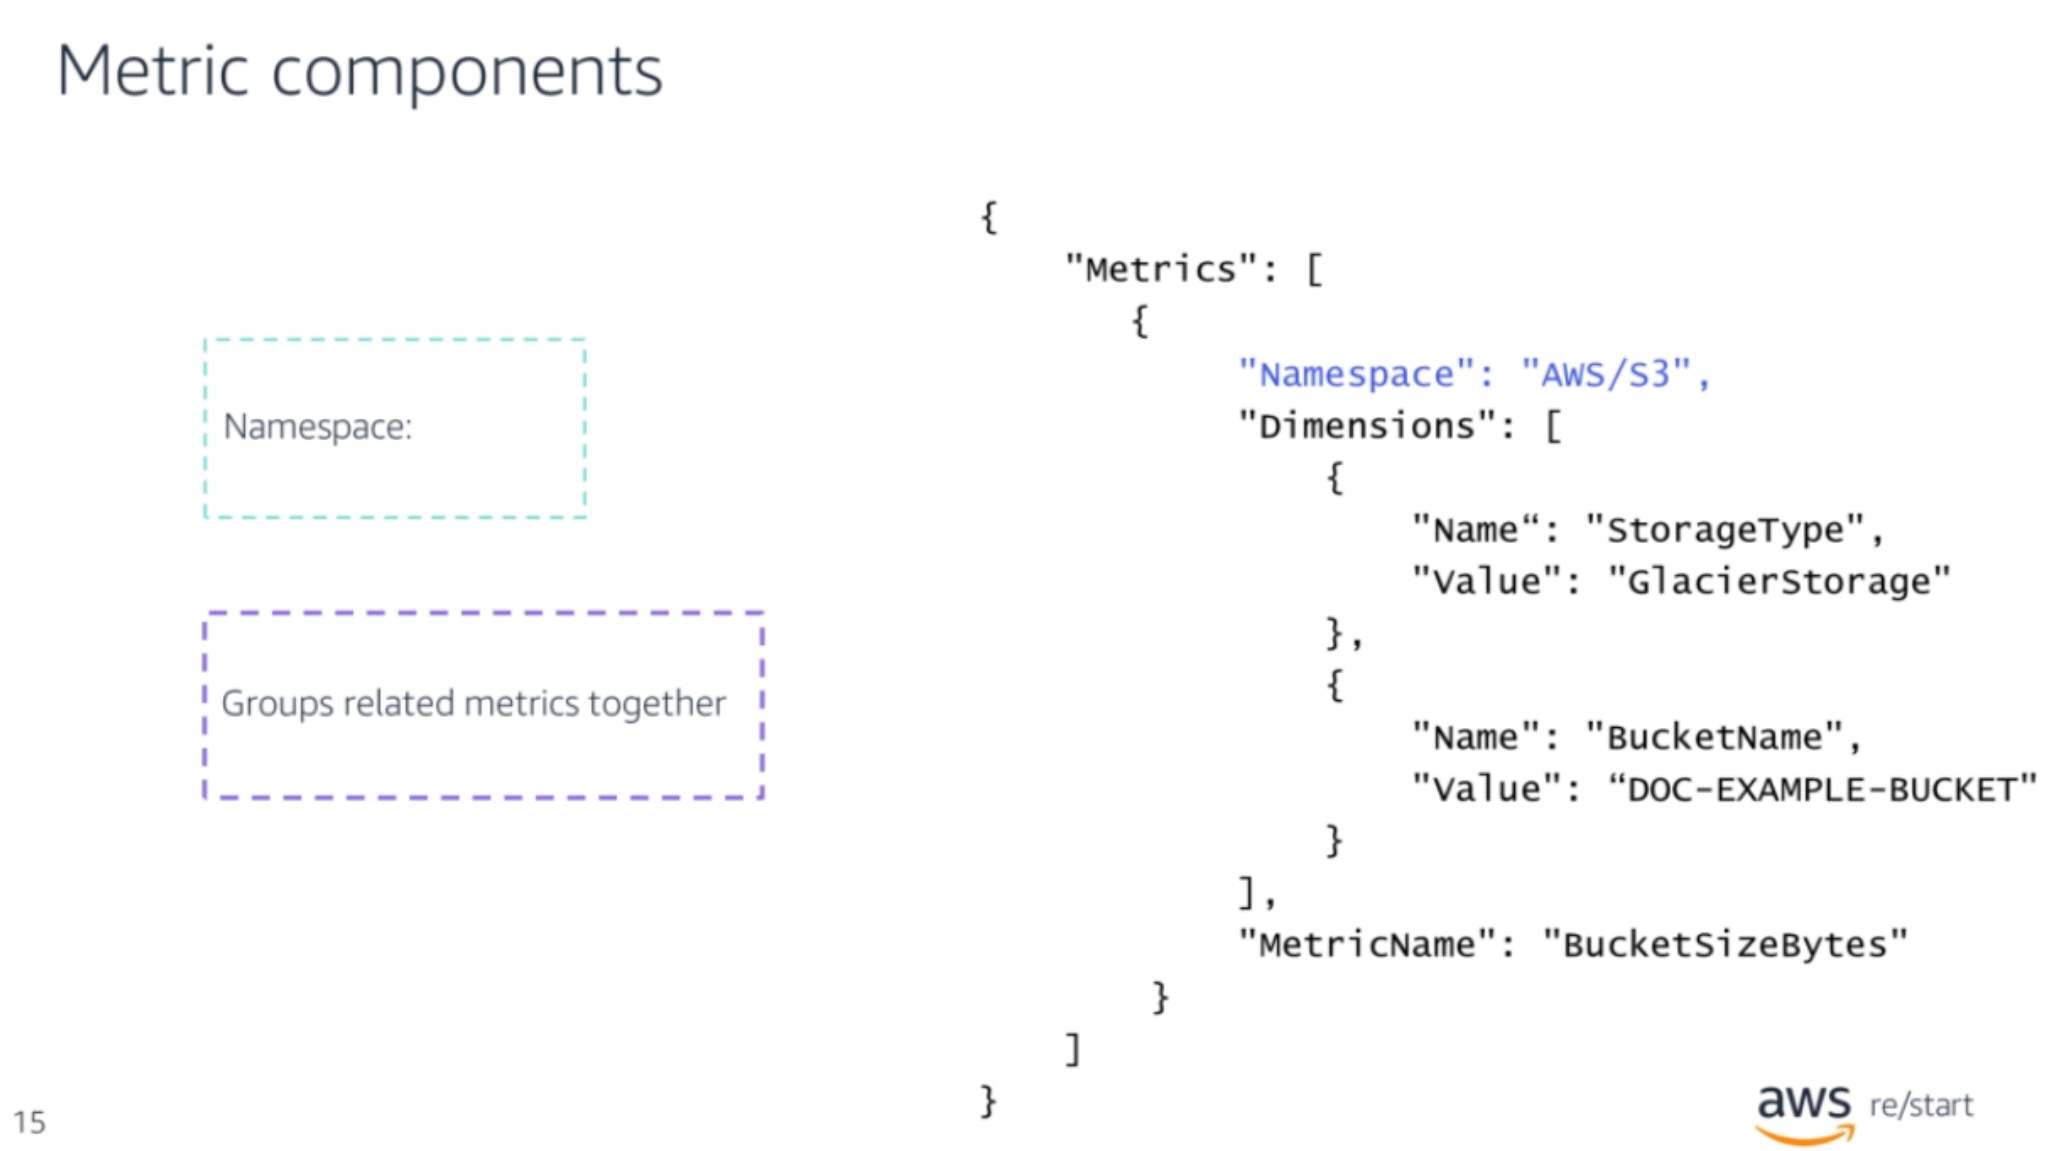 Metric components
Namespace:
Groups related metrics together
{
"Metrics": [
{
"Namespace": "AWS/S3",
"Dimensions": [
{
"Name“: "StorageType",
"Value": "GlacierStorage"
},
{
"Name": "BucketName",
"Value": “DOC-EXAMPLE-BUCKET"
}
],
"MetricName": "BucketSizeBytes"
}
]
}
15
aws re/start